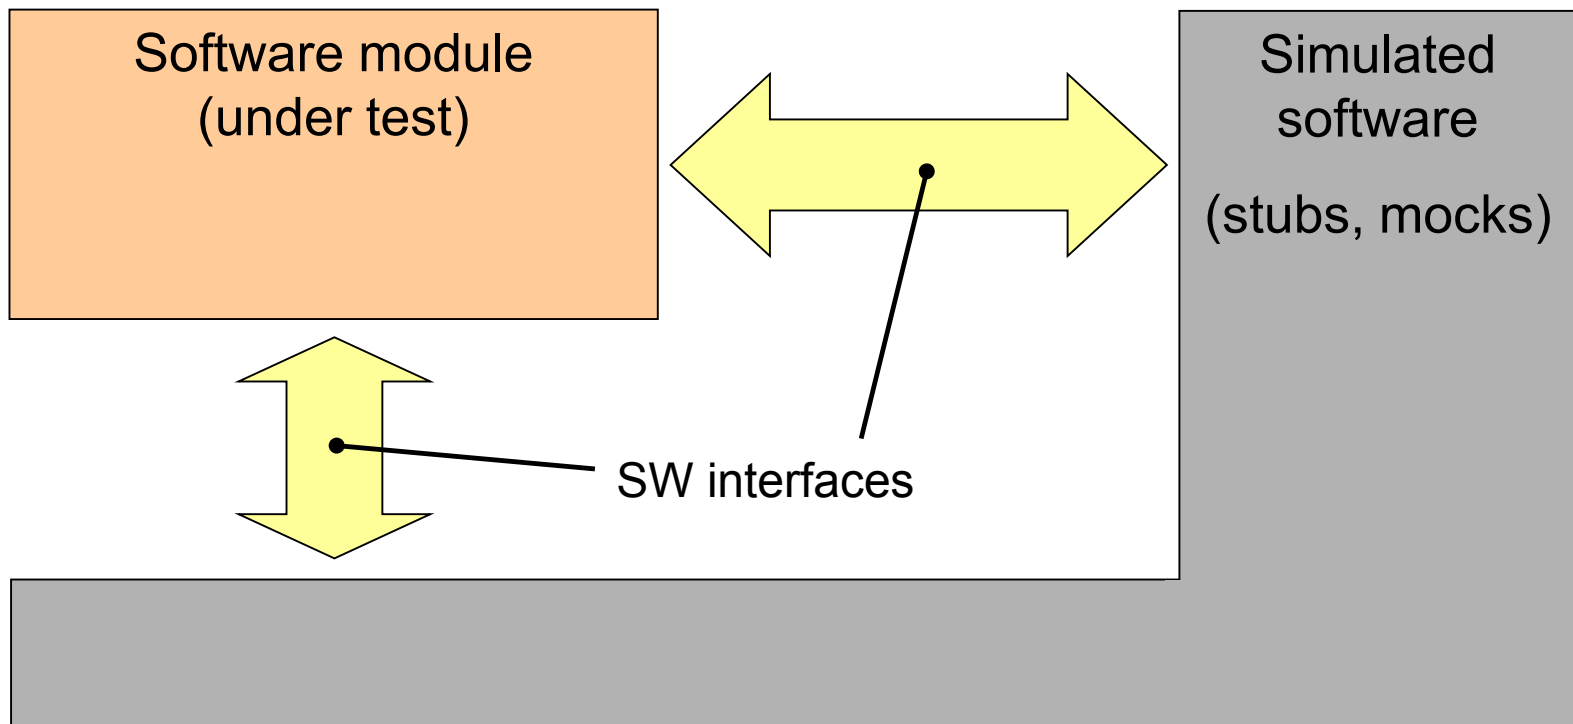 Software module
(under test)
Simulated
software
(stubs, mocks)
SW interfaces